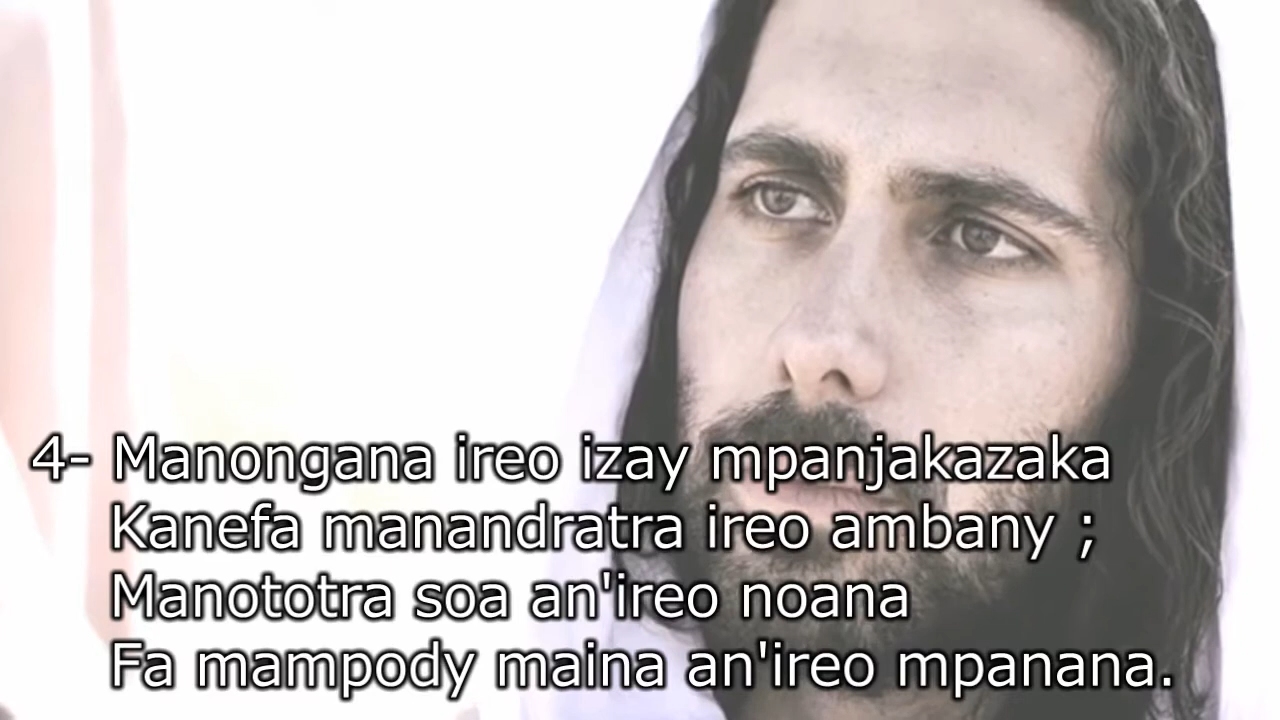 4- Manongana ireo izay mpanjakazaka
Kanefa manandratra ireo ambany ;
Manototra soa an'ireo noana
Fa mampody maina an'ireo mpanana.